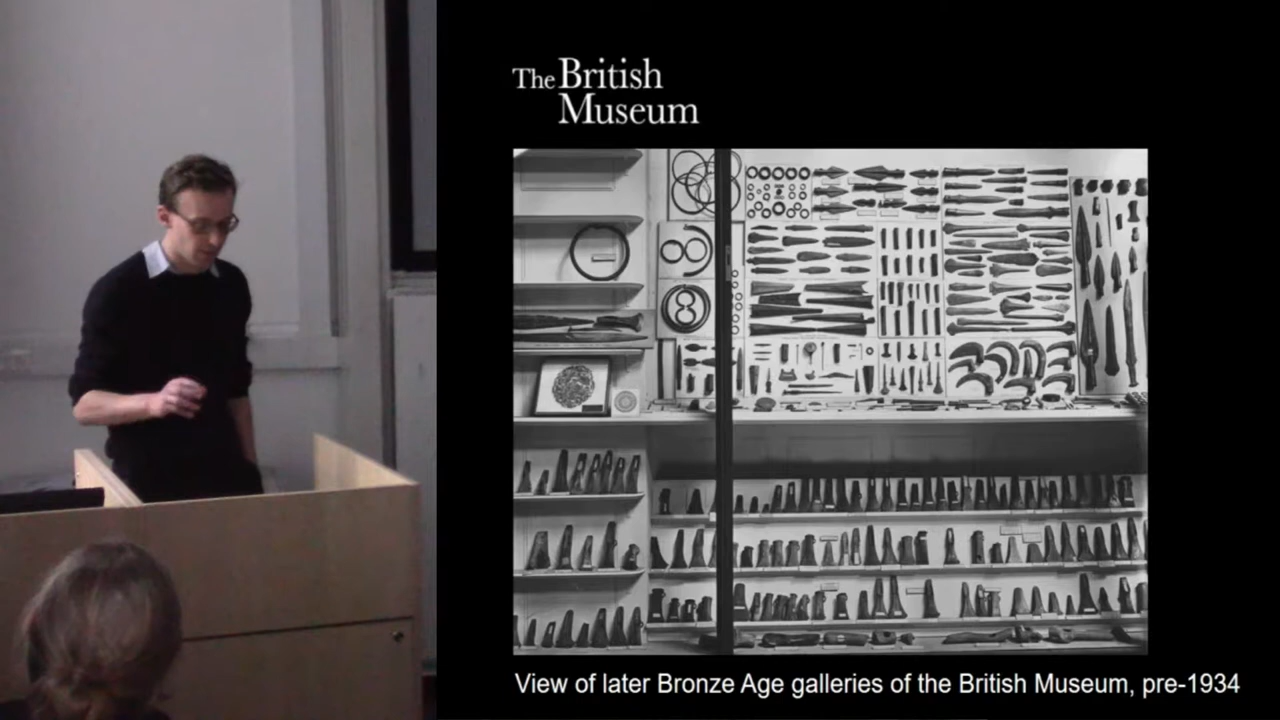 The British
Museum
View of later Bronze Age galleries of the British Museum, pre-1934